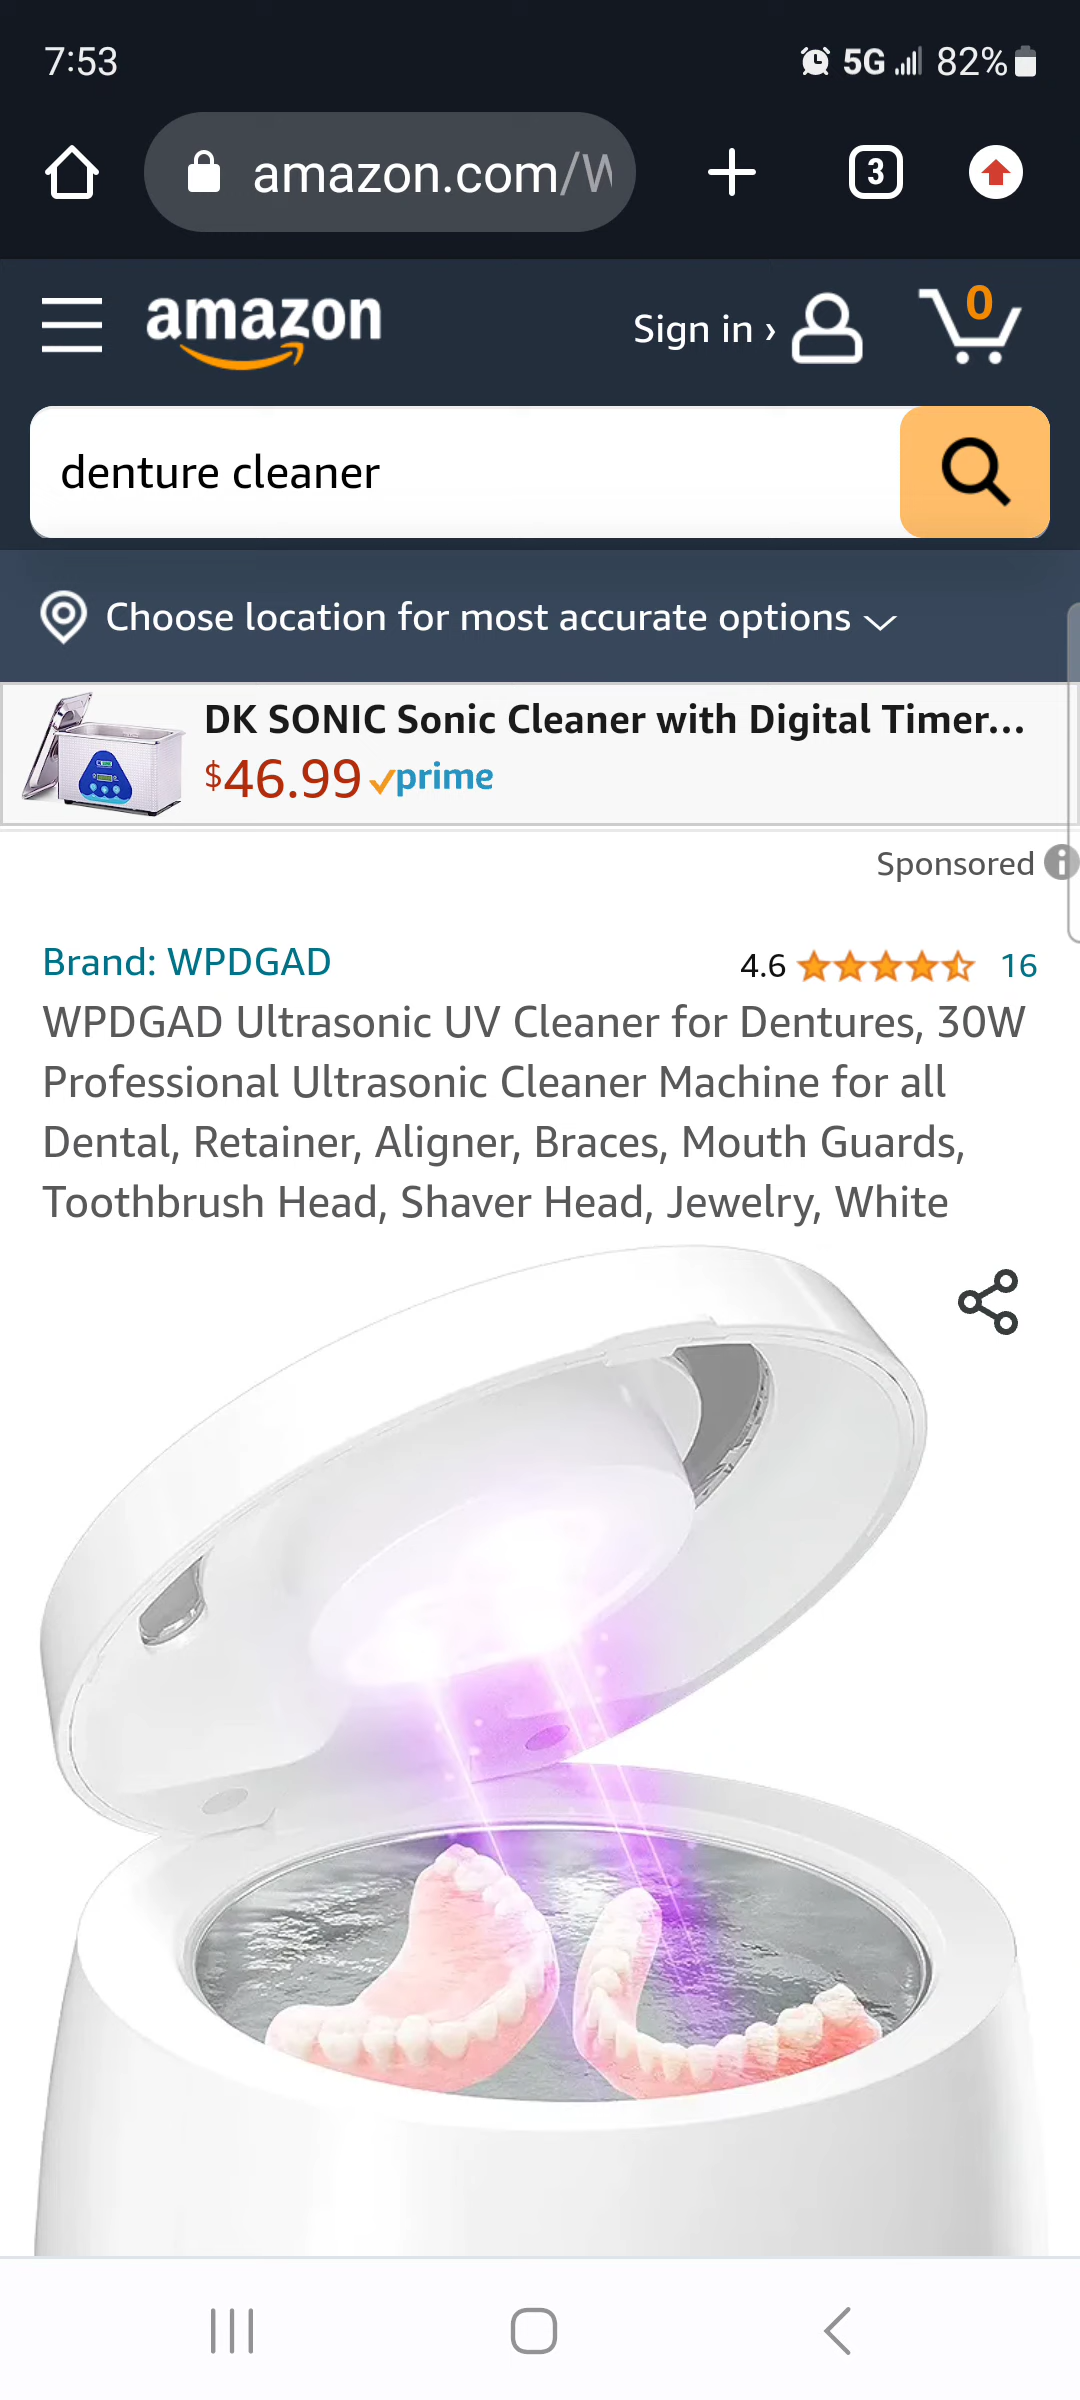 7:53
5G 82%
amazon.com/W
3
amazon
Sign in ›
0
denture cleaner
Choose location for most accurate options
DK SONIC Sonic Cleaner with Digital Timer...
$46.99 prime
Sponsored
Brand: WPDGAD
4.6 16
WPDGAD Ultrasonic UV Cleaner for Dentures, 30W
Professional Ultrasonic Cleaner Machine for all
Dental, Retainer, Aligner, Braces, Mouth Guards,
Toothbrush Head, Shaver Head, Jewelry, White